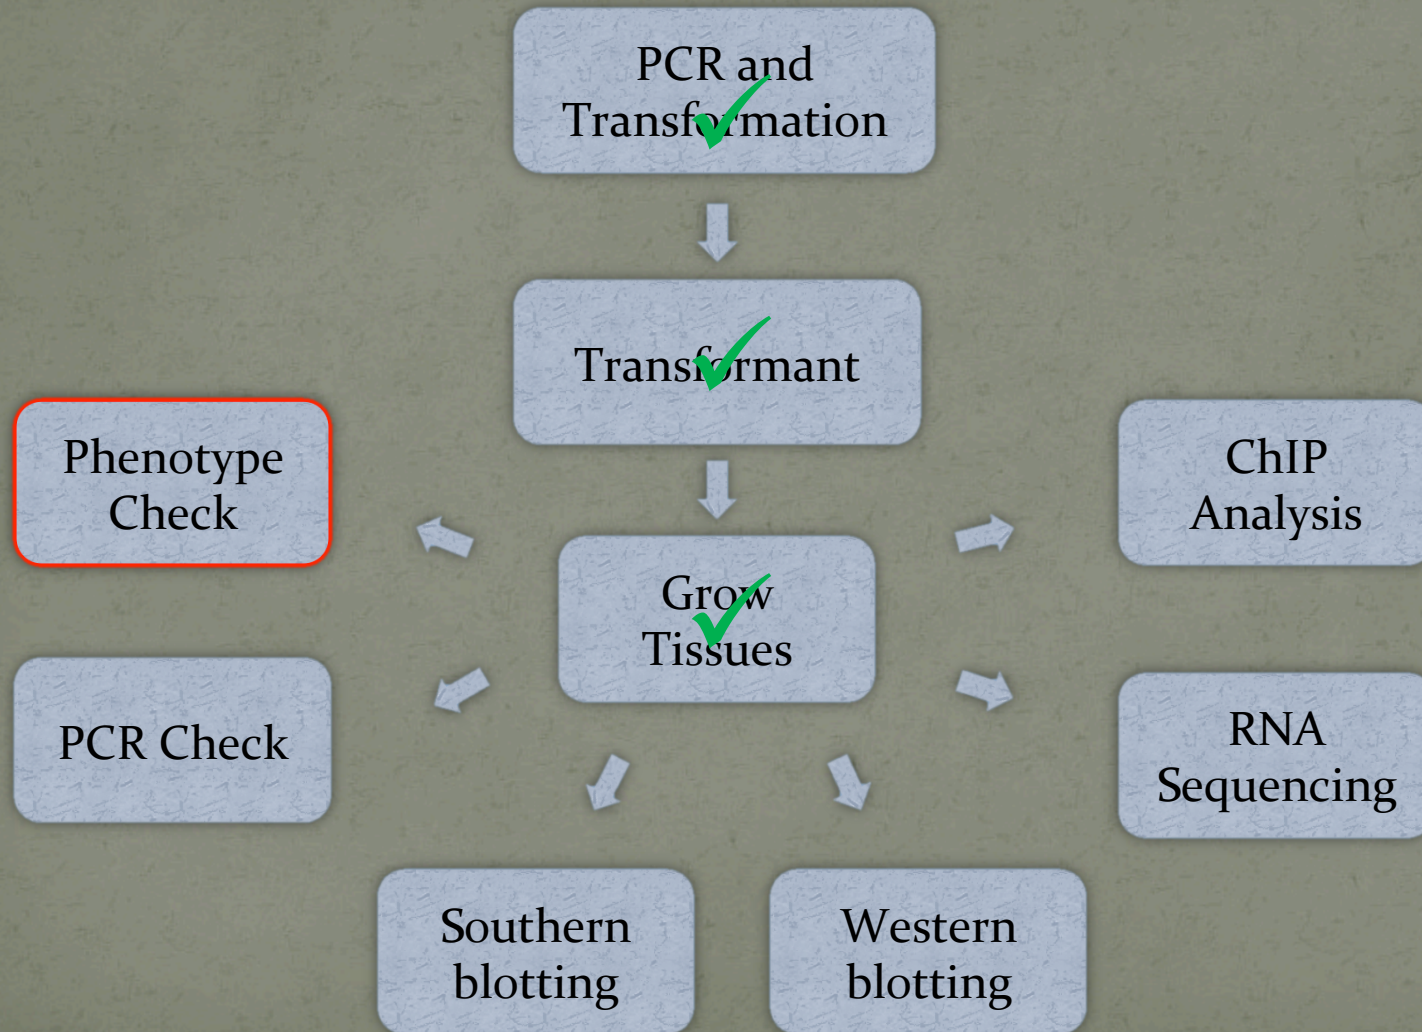 PCR and
Transformation
Transformant
Phenotype
Check
ChIP
Analysis
Grow
Tissues
PCR Check
RNA
Sequencing
Southern
blotting
Western
blotting